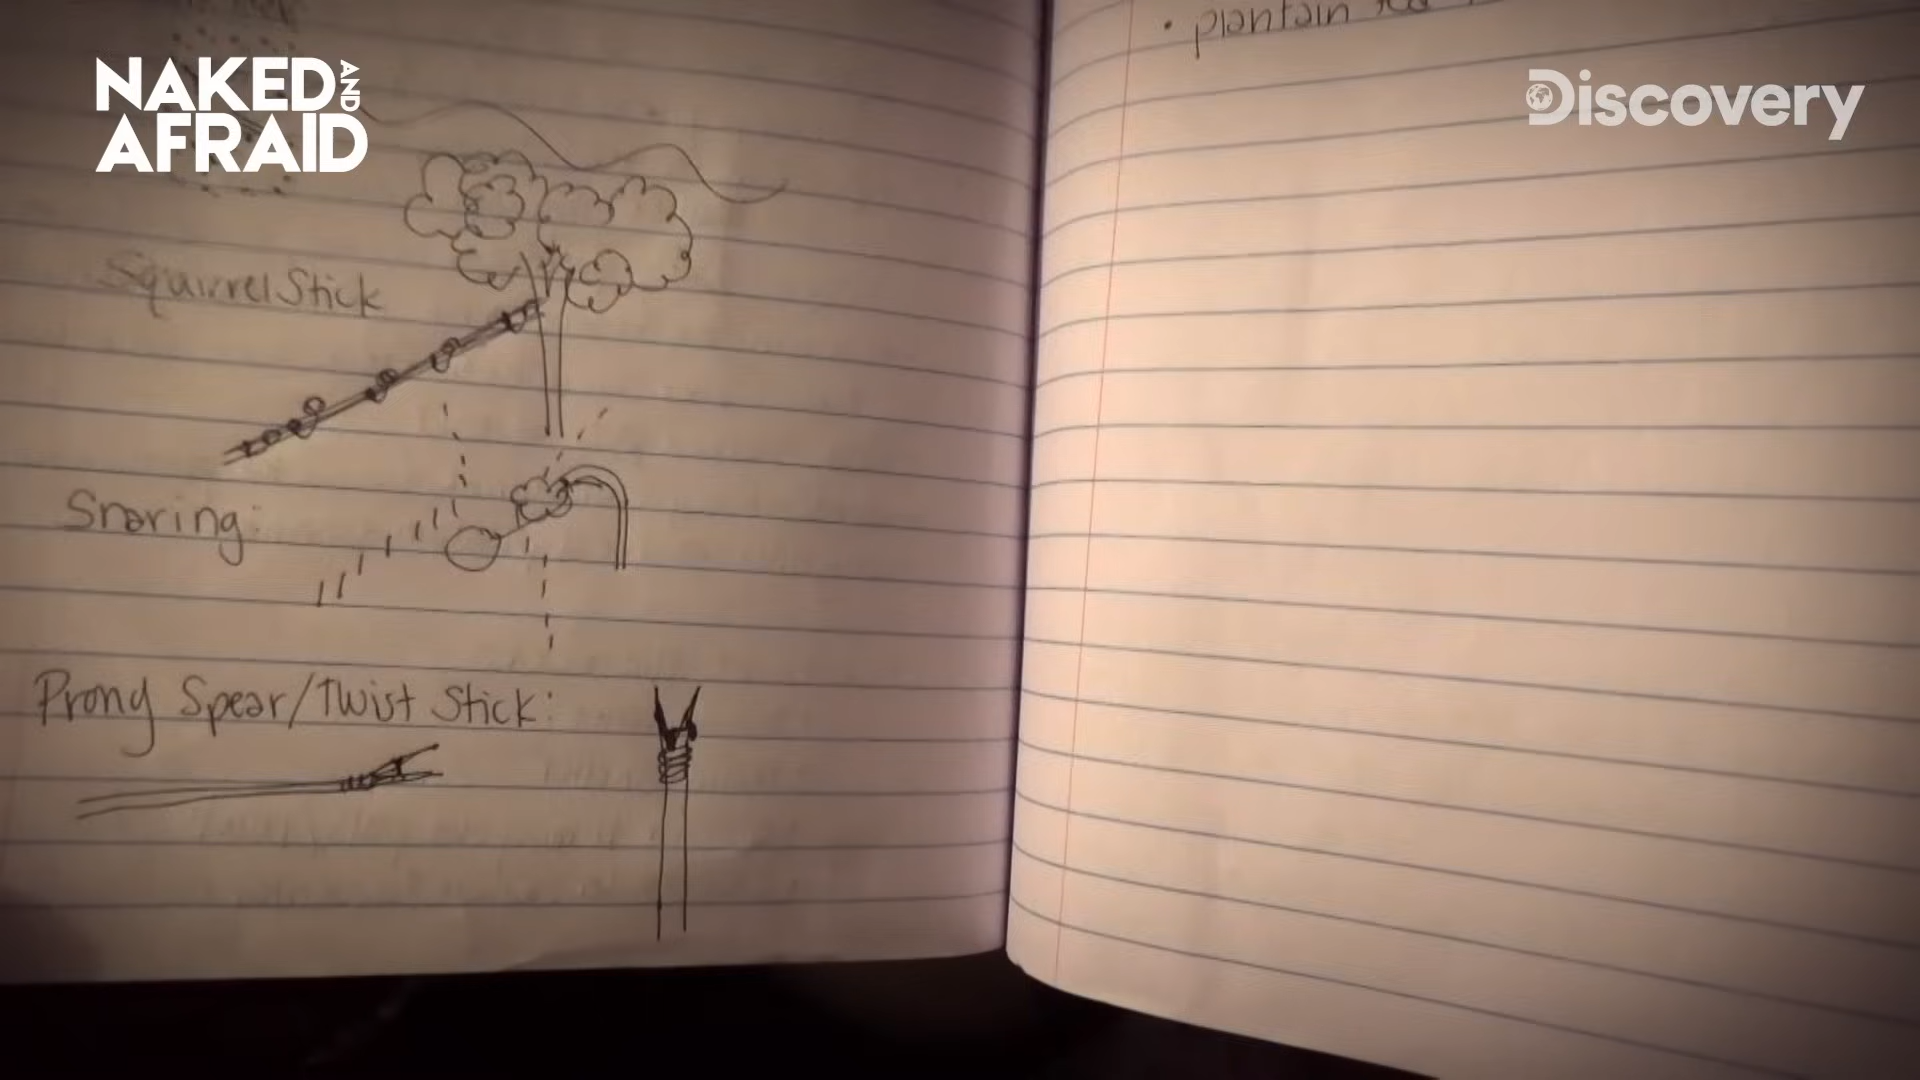 NAKED AND AFRAID
Discovery
Squirrel Stick
Snaring:
Prong Spear/Twist Stick:
• plantain